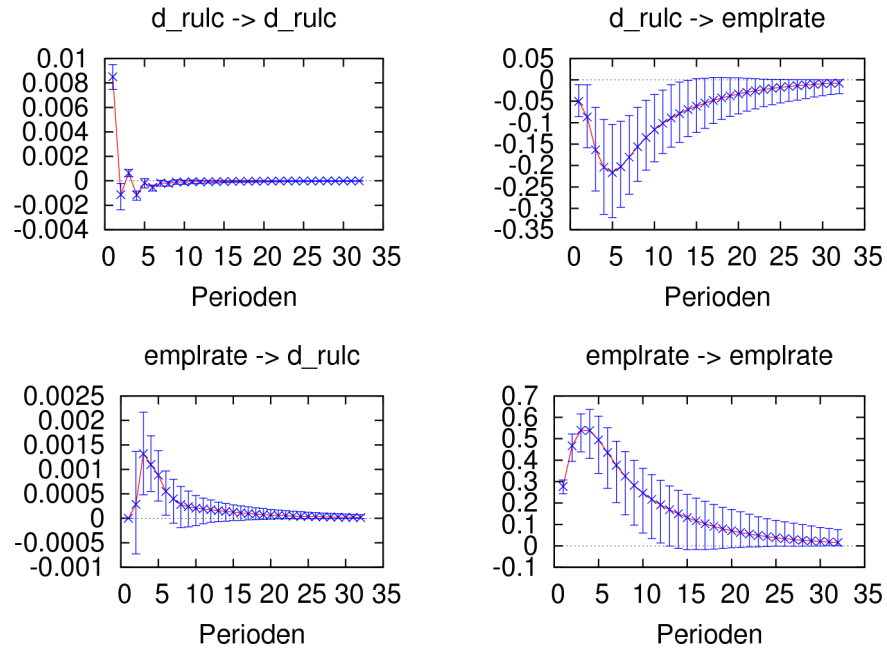 d_rulc -> d_rulc
0.01
0.008
0.006
0.004
0.002
0
-0.002
-0.004
0 5 10 15 20 25 30 35
Perioden
d_rulc -> emplrate
0.05
0
-0.05
-0.1
-0.15
-0.2
-0.25
-0.3
-0.35
0 5 10 15 20 25 30 35
Perioden
emplrate -> d_rulc
0.0025
0.002
0.0015
0.001
0.0005
0
-0.0005
-0.001
0 5 10 15 20 25 30 35
Perioden
emplrate -> emplrate
0.7
0.6
0.5
0.4
0.3
0.2
0.1
0
-0.1
0 5 10 15 20 25 30 35
Perioden